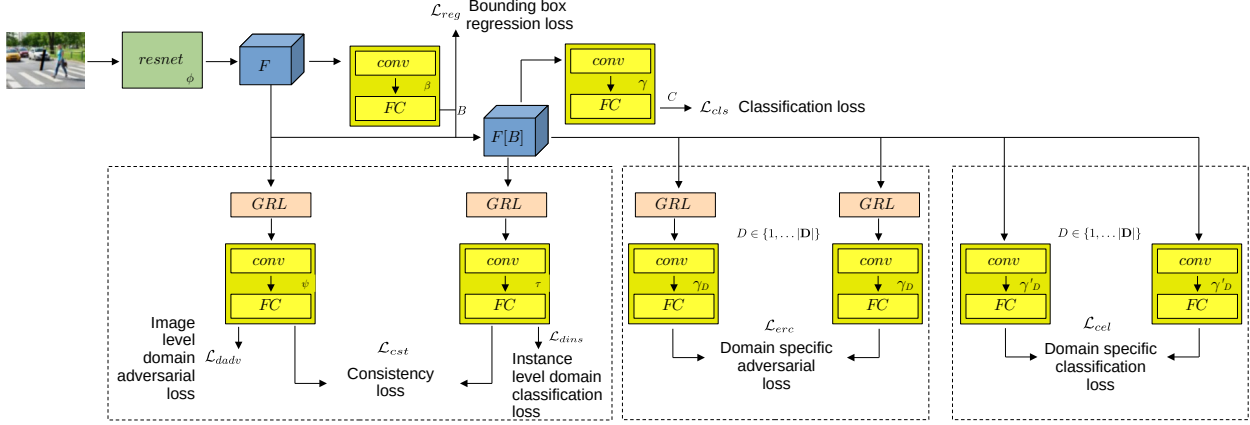 ℒ_reg Bounding box
regression loss
resnet
ϕ
F
conv
β
FC
B
F[B]
conv
γ
FC
C
ℒ_cls Classification loss
GRL
GRL
GRL
GRL
D ∈ {1, … |𝐃|}
D ∈ {1, … |𝐃|}
conv
ψ
FC
conv
τ
FC
conv
γ_D
FC
conv
γ_D
FC
conv
γ'_D
FC
conv
γ'_D
FC
Image
level
domain
adversarial
loss
ℒ_dadv
ℒ_cst
Consistency
loss
ℒ_dins
Instance
level domain
classification
loss
ℒ_erc
Domain specific
adversarial
loss
ℒ_cel
Domain specific
classification
loss